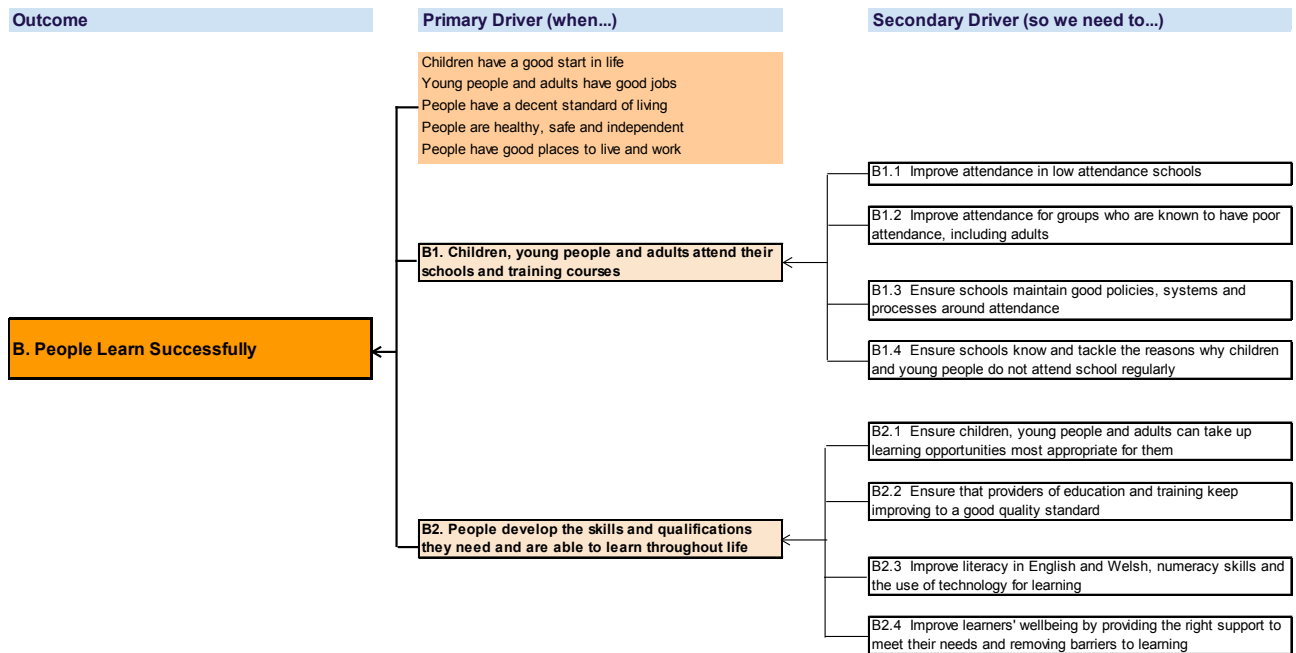 Outcome
Primary Driver (when...)
Secondary Driver (so we need to...)
Children have a good start in life
Young people and adults have good jobs
People have a decent standard of living
People are healthy, safe and independent
People have good places to live and work
B. People Learn Successfully
B1. Children, young people and adults attend their
schools and training courses
B1.1 Improve attendance in low attendance schools
B1.2 Improve attendance for groups who are known to have poor
attendance, including adults
B1.3 Ensure schools maintain good policies, systems and
processes around attendance
B1.4 Ensure schools know and tackle the reasons why children
and young people do not attend school regularly
B2. People develop the skills and qualifications
they need and are able to learn throughout life
B2.1 Ensure children, young people and adults can take up
learning opportunities most appropriate for them
B2.2 Ensure that providers of education and training keep
improving to a good quality standard
B2.3 Improve literacy in English and Welsh, numeracy skills and
the use of technology for learning
B2.4 Improve learners' wellbeing by providing the right support to
meet their needs and removing barriers to learning